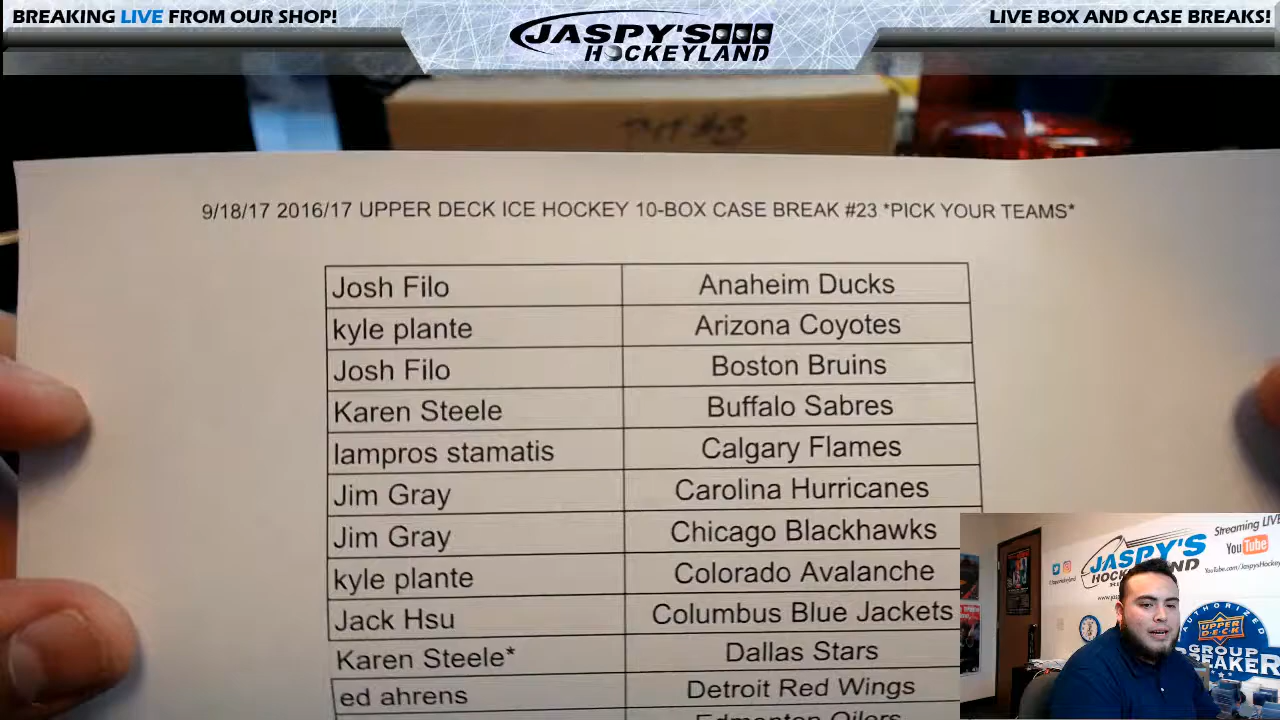 BREAKING LIVE FROM OUR SHOP!
JASPY'S
HOCKEYLAND
LIVE BOX AND CASE BREAKS!
9/18/17 2016/17 UPPER DECK ICE HOCKEY 10-BOX CASE BREAK #23 *PICK YOUR TEAMS*
Josh Filo Anaheim Ducks
kyle plante Arizona Coyotes
Josh Filo Boston Bruins
Karen Steele Buffalo Sabres
lampros stamatis Calgary Flames
Jim Gray Carolina Hurricanes
Jim Gray Chicago Blackhawks
kyle plante Colorado Avalanche
Jack Hsu Columbus Blue Jackets
Karen Steele* Dallas Stars
ed ahrens Detroit Red Wings
Edmonton Oilers
Streaming LIVE
YouTube
JASPY'S
AUTHORIZED
UPPER DECK
GROUP
BREAKER